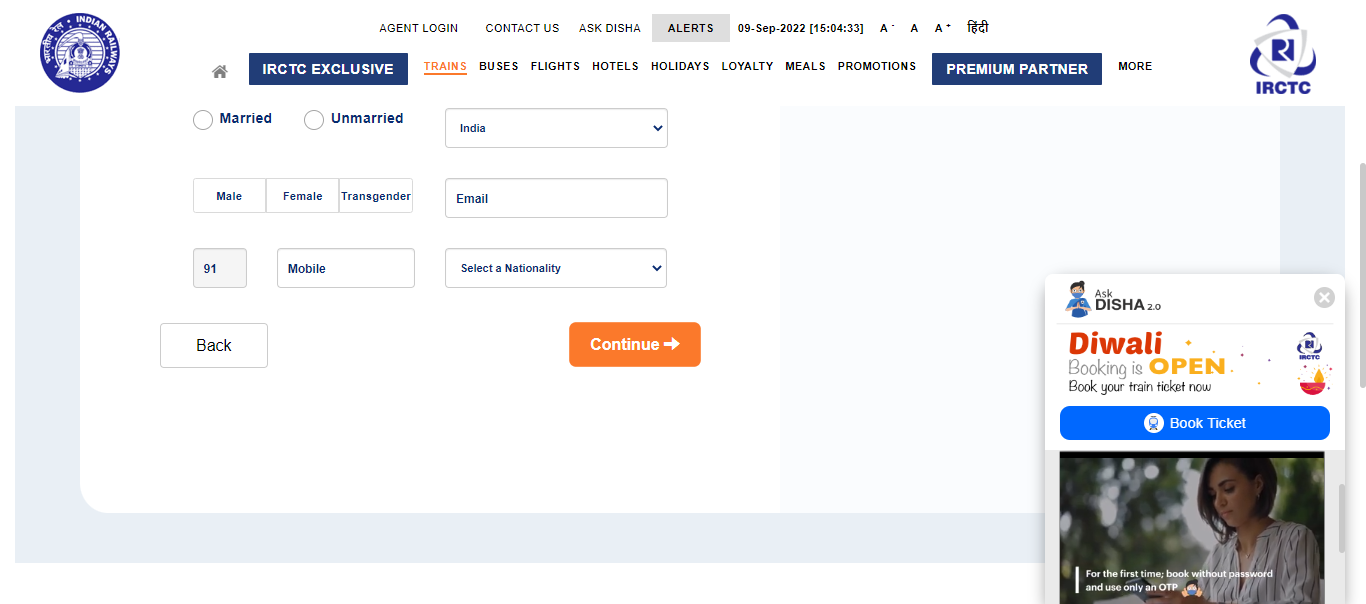 AGENT LOGIN CONTACT US ASK DISHA ALERTS 09-Sep-2022 [15:04:33] A - A A + हिंदी
INDIAN RAILWAYS
भारतीय रेल
IRCTC EXCLUSIVE TRAINS BUSES FLIGHTS HOTELS HOLIDAYS LOYALTY MEALS PROMOTIONS PREMIUM PARTNER MORE
IRCTC
Married Unmarried India
Male Female Transgender Email
91 Mobile Select a Nationality
Back Continue
Ask
DISHA 2.0
Diwali
Booking is OPEN
Book your train ticket now
IRCTC
Book Ticket
For the first time; book without password
and use only an OTP